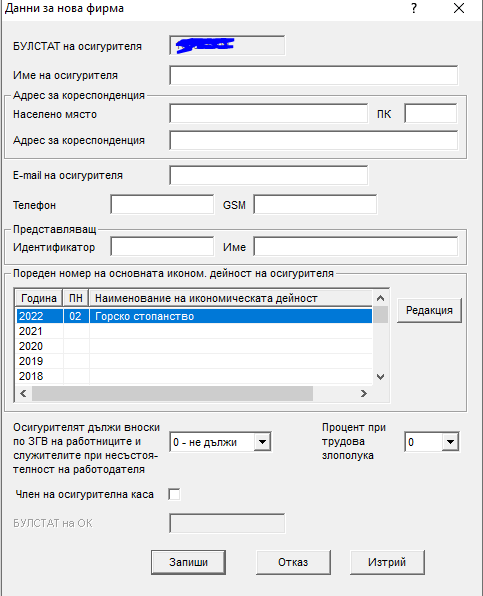 Данни за нова фирма
?
БУЛСТАТ на осигурителя
Име на осигурителя
Адрес за кореспонденция
Населено място ПК
Адрес за кореспонденция
E-mail на осигурителя
Телефон GSM
Представляващ
Идентификатор Име
Пореден номер на основната иконом. дейност на осигурителя
Година ПН Наименование на икономическата дейност
2022 02 Горско стопанство
2021
2020
2019
2018
Редакция
Осигурителят дължи вноски
по ЗГВ на работниците и
служителите при несъстоя-
телност на работодателя
0 - не дължи
Процент при
трудова
злополука
0
Член на осигурителна каса
БУЛСТАТ на ОК
Запиши Отказ Изтрий